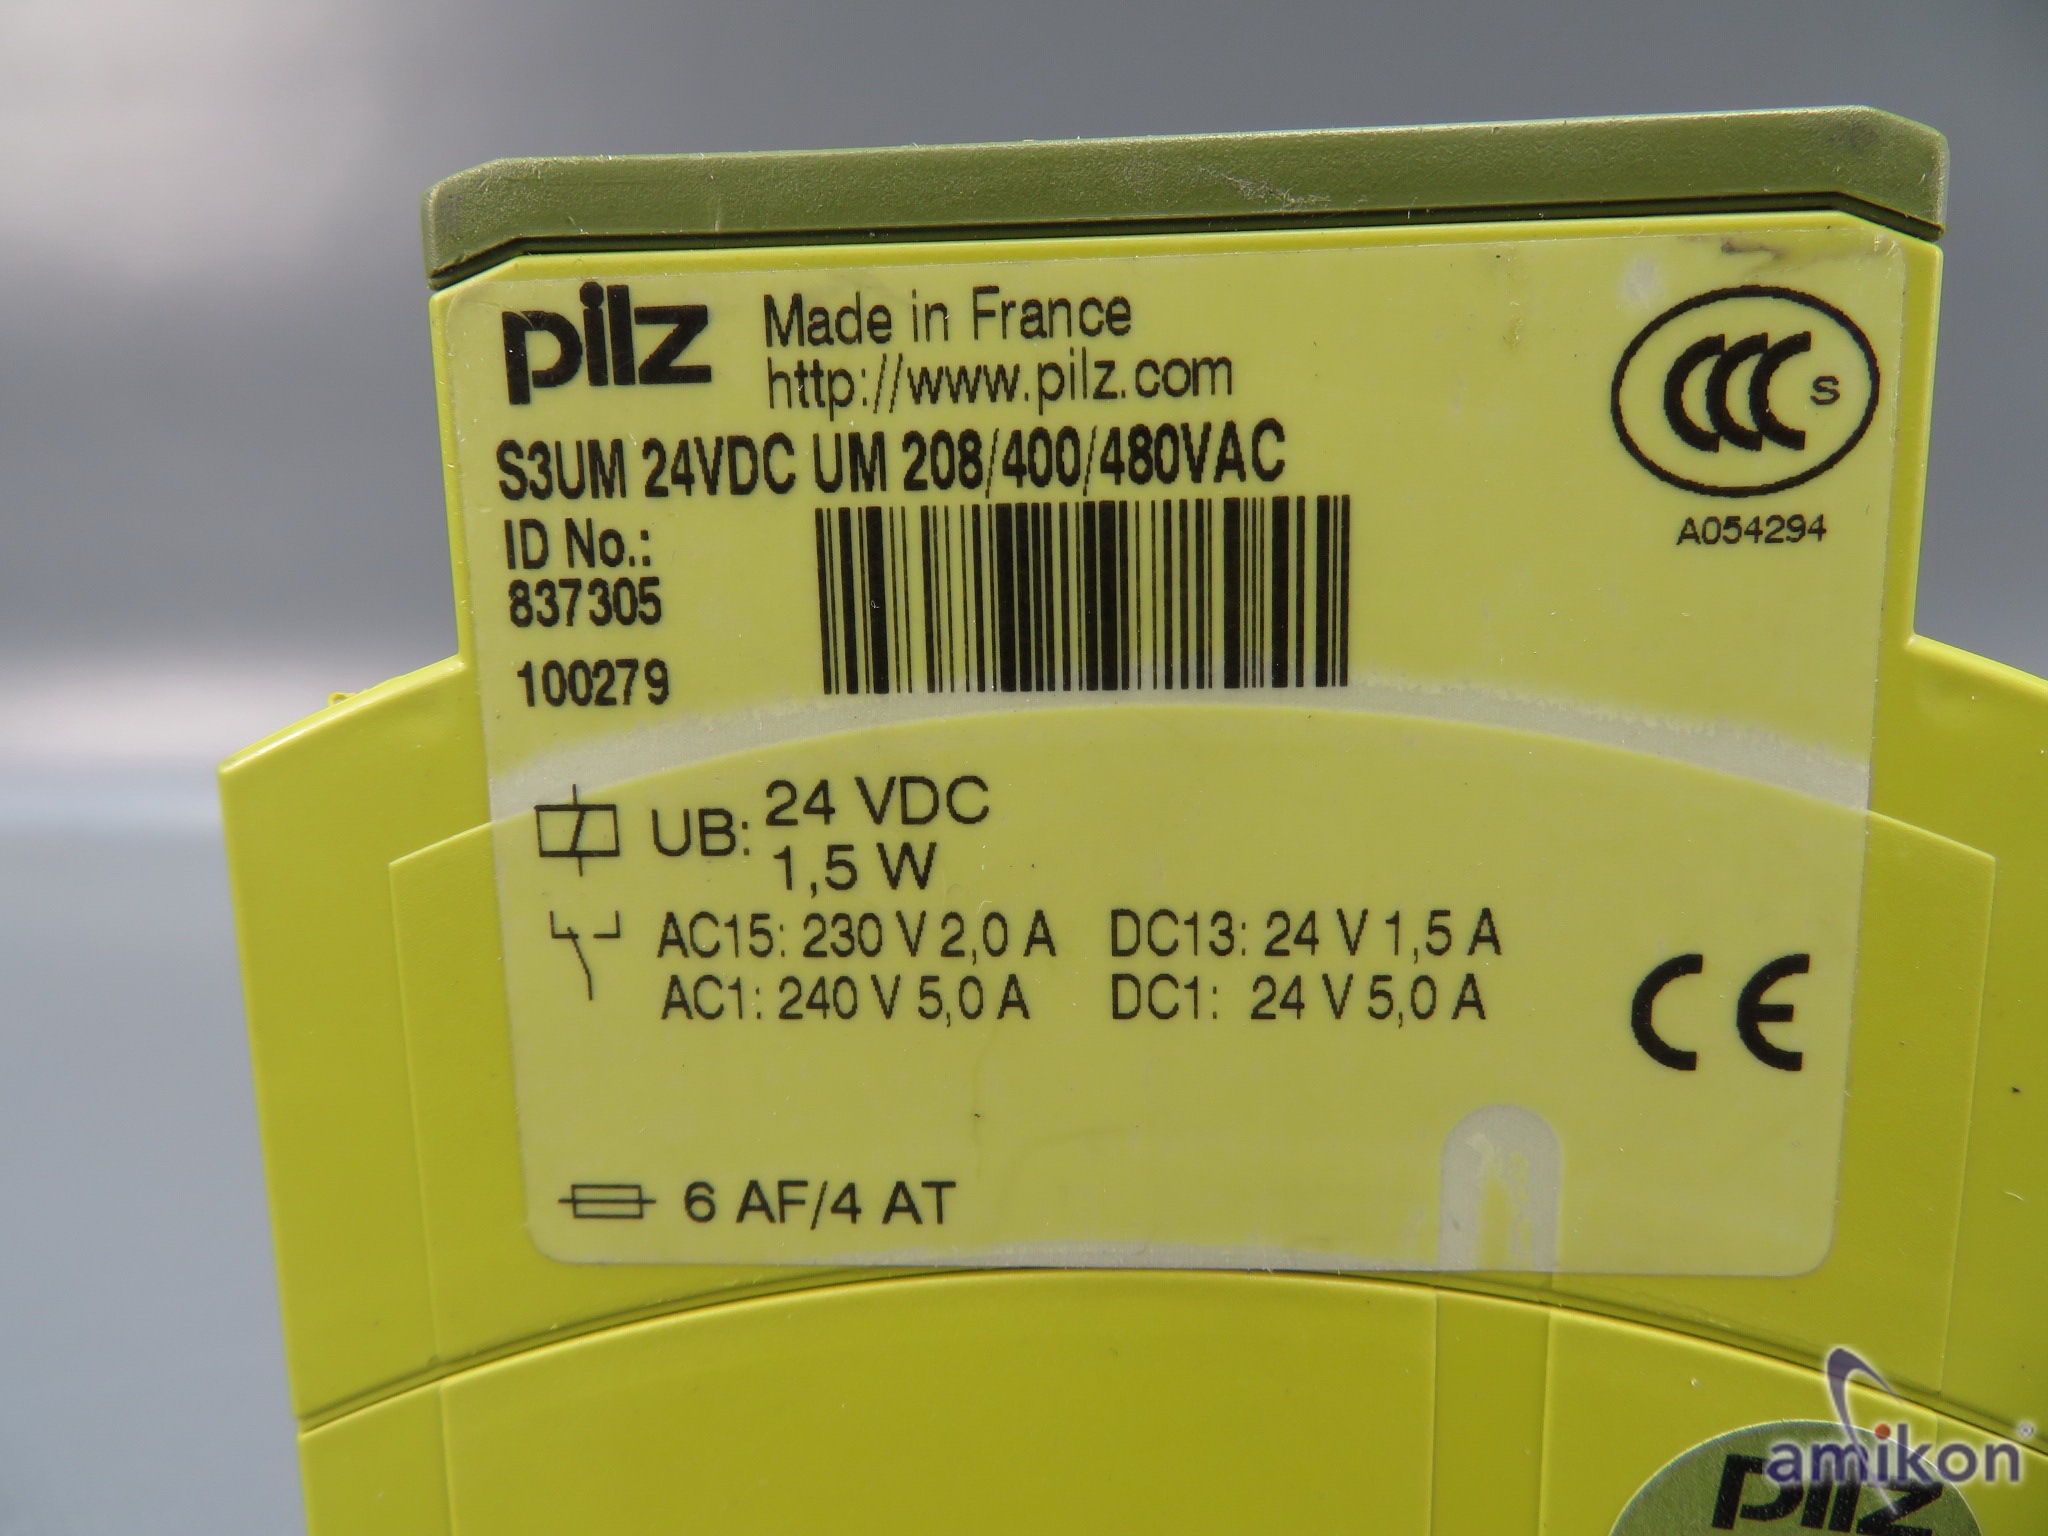 pilz
Made in France
http://www.pilz.com
S3UM 24VDC UM 208/400/480VAC
ID No.:
837305
100279
CCC S
A054294
UB: 24 VDC
1,5 W
AC15: 230 V 2,0 A DC13: 24 V 1,5 A
AC1: 240 V 5,0 A DC1: 24 V 5,0 A
CE
6 AF/4 AT
pilz
amikon®